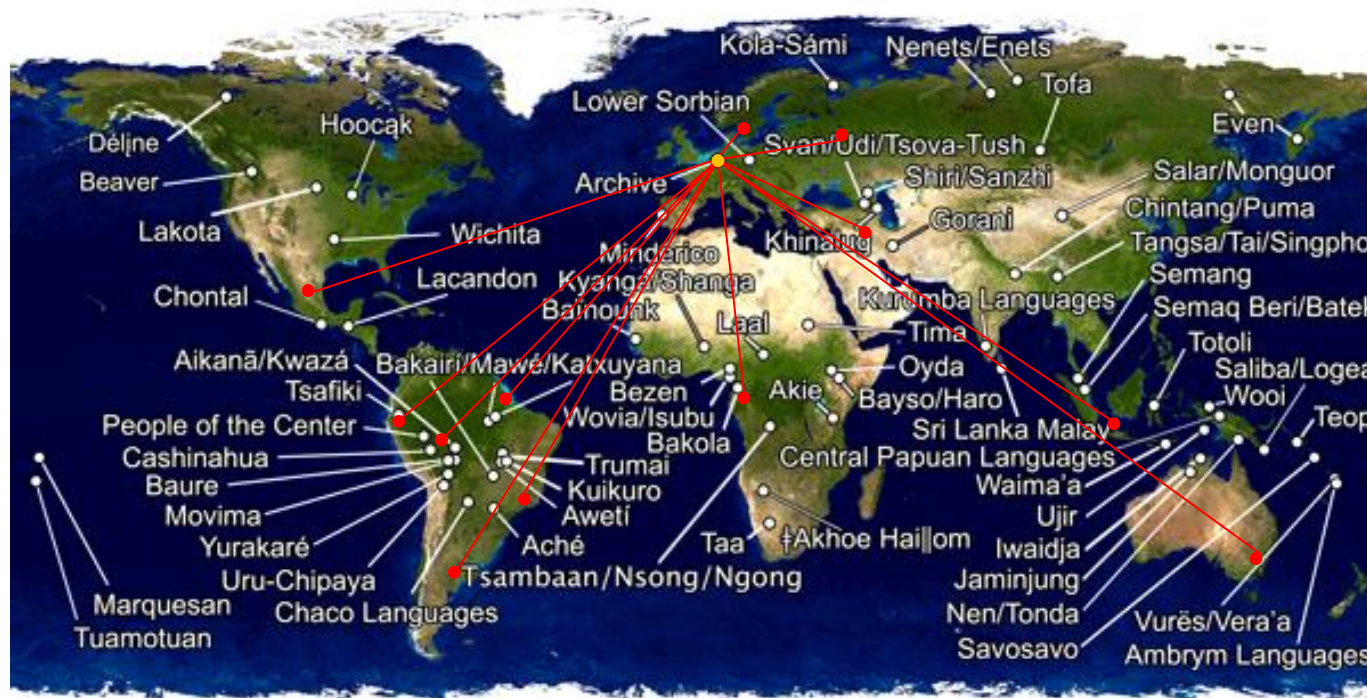 Kola-Sámi
Nenets/Enets
Tofa
Lower Sorbian
Hoocąk
Délįne
Even
Svan/Udi/Tsova-Tush
Beaver
Archive
Shiri/Sanzhi
Salar/Monguor
Chintang/Puma
Lakota
Wichita
Gorani
Khinalug
Minderico
Tangsa/Tai/Singpho
Lacandon
Kyanga/Shanga
Semang
Chontal
Kurumba Languages
Bainounk
Semaq Beri/Batek
Laal
Tima
Aikanã/Kwazá
Bakairí/Mawé/Katxuyana
Totoli
Tsafiki
Bezen
Oyda
Saliba/Logea
Akie
Wooi
Bayso/Haro
People of the Center
Wovia/Isubu
Teop
Bakola
Sri Lanka Malay
Cashinahua
Trumai
Central Papuan Languages
Baure
Kuikuro
Waima'a
Movima
Awetí
Ujir
Yurakaré
Aché
Taa
ǂAkhoe Haiǁom
Iwaidja
Uru-Chipaya
Tsambaan/Nsong/Ngong
Jaminjung
Marquesan
Chaco Languages
Nen/Tonda
Vurës/Vera'a
Tuamotuan
Savosavo
Ambrym Languages